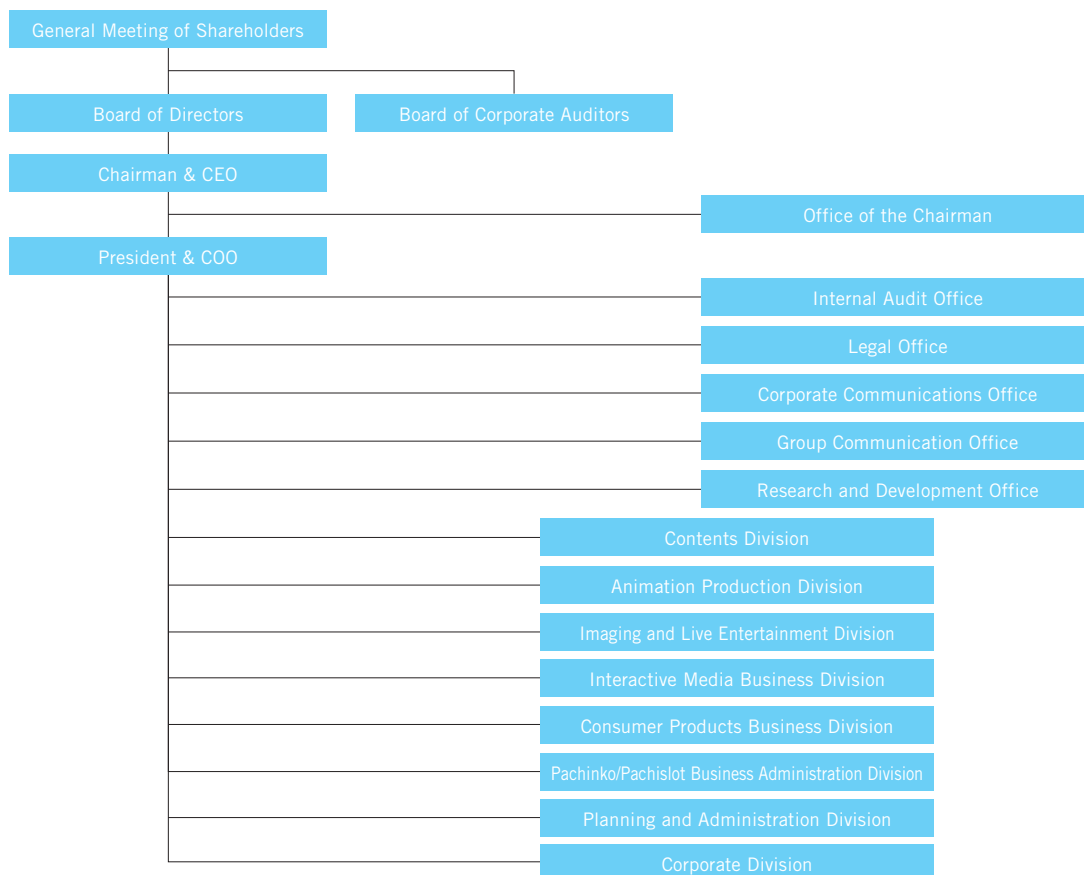 General Meeting of Shareholders
Board of Directors
Board of Corporate Auditors
Chairman & CEO
Office of the Chairman
President & COO
Internal Audit Office
Legal Office
Corporate Communications Office
Group Communication Office
Research and Development Office
Contents Division
Animation Production Division
Imaging and Live Entertainment Division
Interactive Media Business Division
Consumer Products Business Division
Pachinko/Pachislot Business Administration Division
Planning and Administration Division
Corporate Division